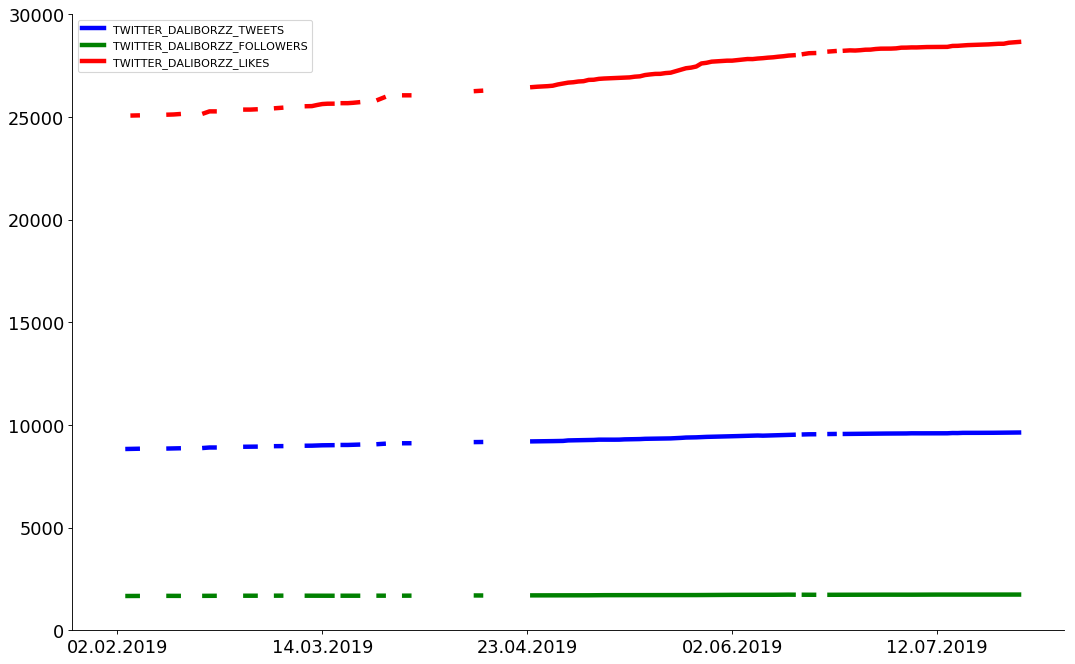 30000
TWITTER_DALIBORZZ_TWEETS
TWITTER_DALIBORZZ_FOLLOWERS
TWITTER_DALIBORZZ_LIKES
25000
20000
15000
10000
5000
0
02.02.2019 14.03.2019 23.04.2019 02.06.2019 12.07.2019